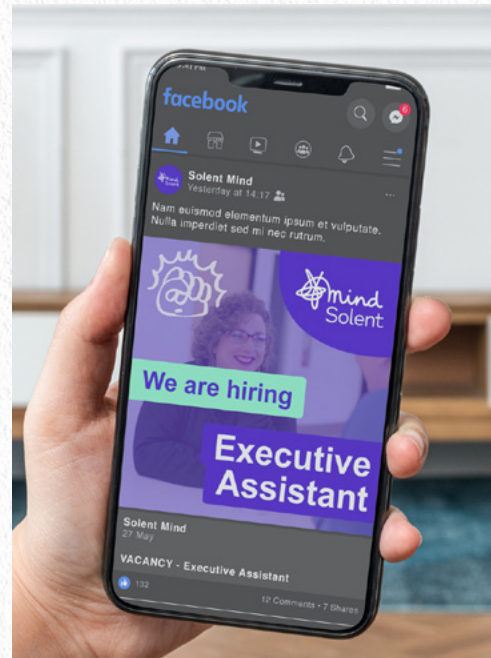 facebook
6
Solent Mind
Yesterday at 14:17
Nam euismod elementum ipsum et vulputate.
Nulla imperdiet sed mi nec rutrum.
mind
Solent
We are hiring
Executive
Assistant
Solent Mind
27 May
VACANCY - Executive Assistant
132
12 Comments • 7 Shares